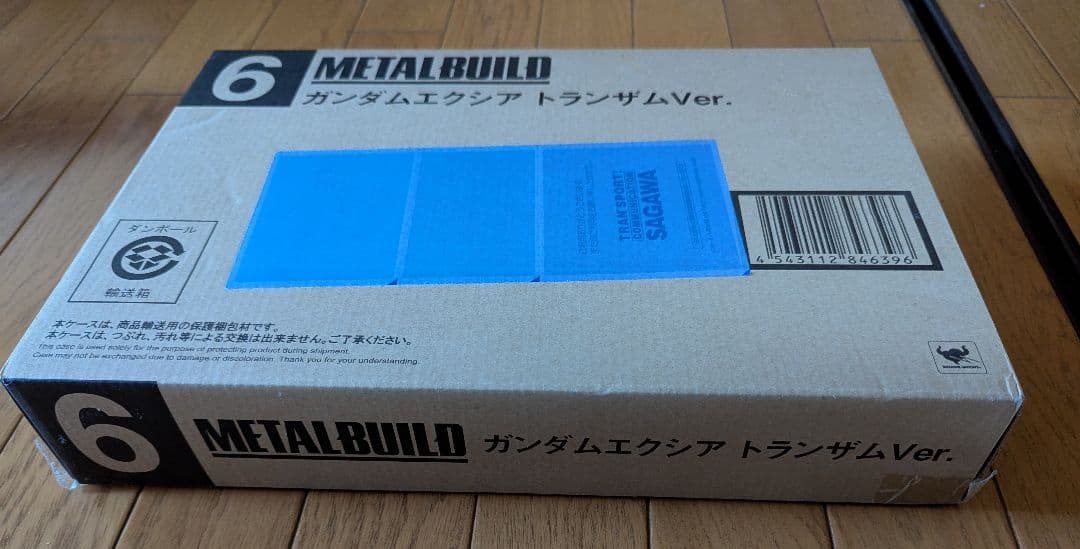 6
METAL BUILD
ガンダムエクシア トランザムVer.
TRANSPORT
COMMUNICATION
SAGAWA
4 543112 846396
ダンボール
輸送箱
本ケースは、商品輸送用の保護梱包材です。
本ケースは、つぶれ、汚れ等による交換は出来ません。ご了承ください。
This case is used solely for the purpose of protecting product during shipment.
Case may not be exchanged due to damage or discoloration. Thank you for your understanding.
6
METAL BUILD
ガンダムエクシア トランザムVer.